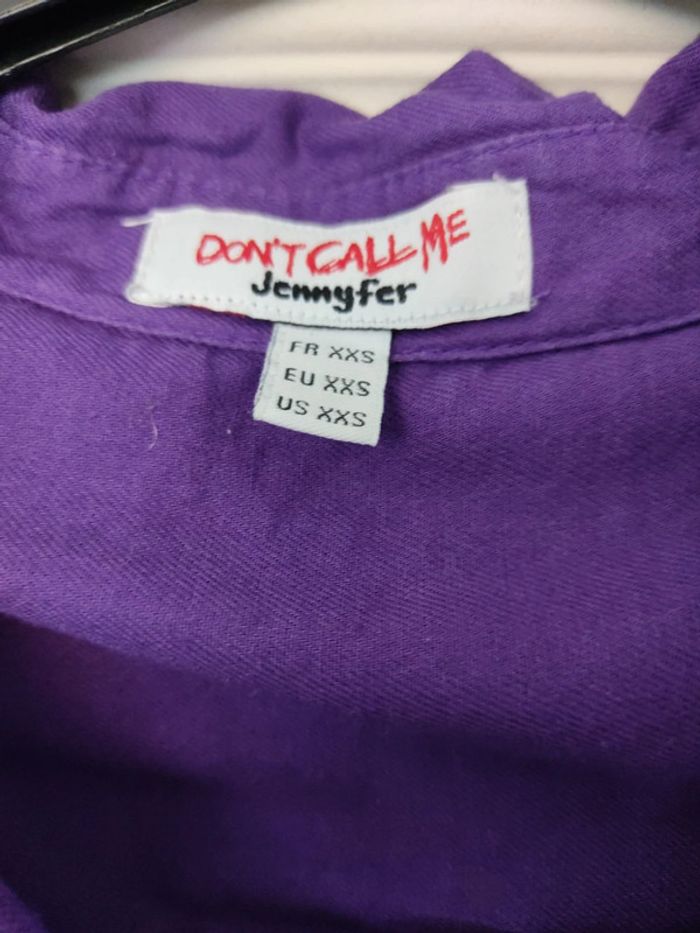 DON'T CALL ME
Jennyfer
FR XXS
EU XXS
US XXS